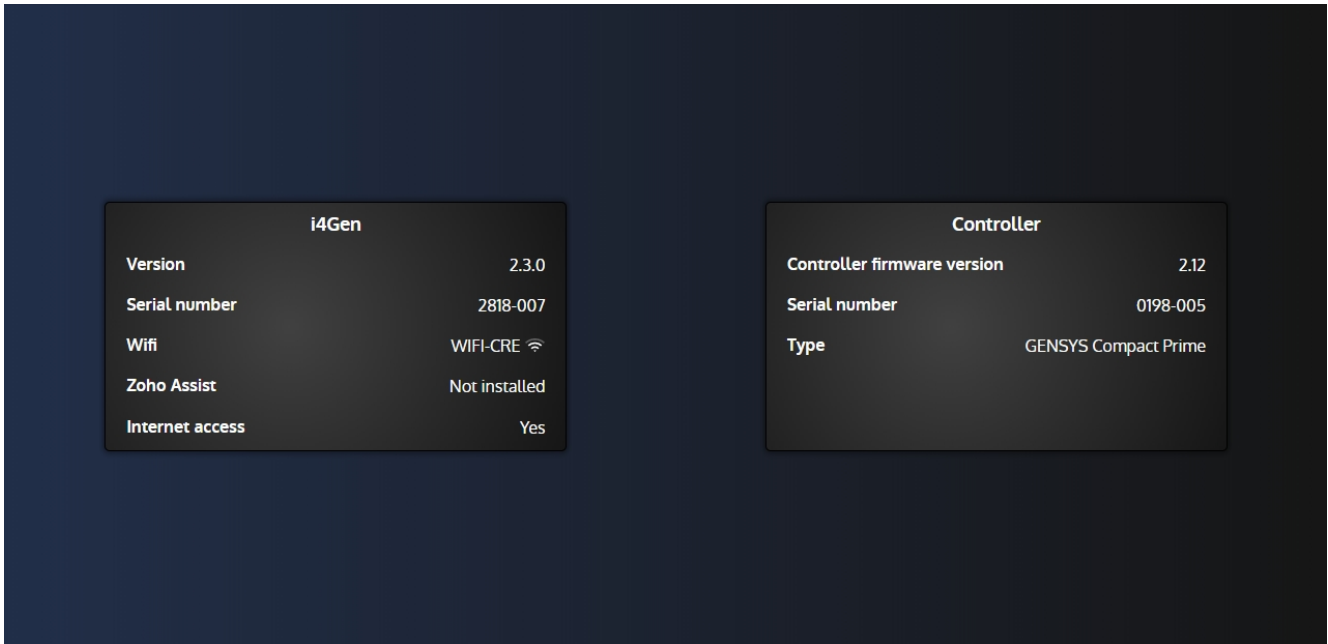 i4Gen
Version 2.3.0
Serial number 2818-007
Wifi WIFI-CRE
Zoho Assist Not installed
Internet access Yes
Controller
Controller firmware version 2.12
Serial number 0198-005
Type GENSYS Compact Prime